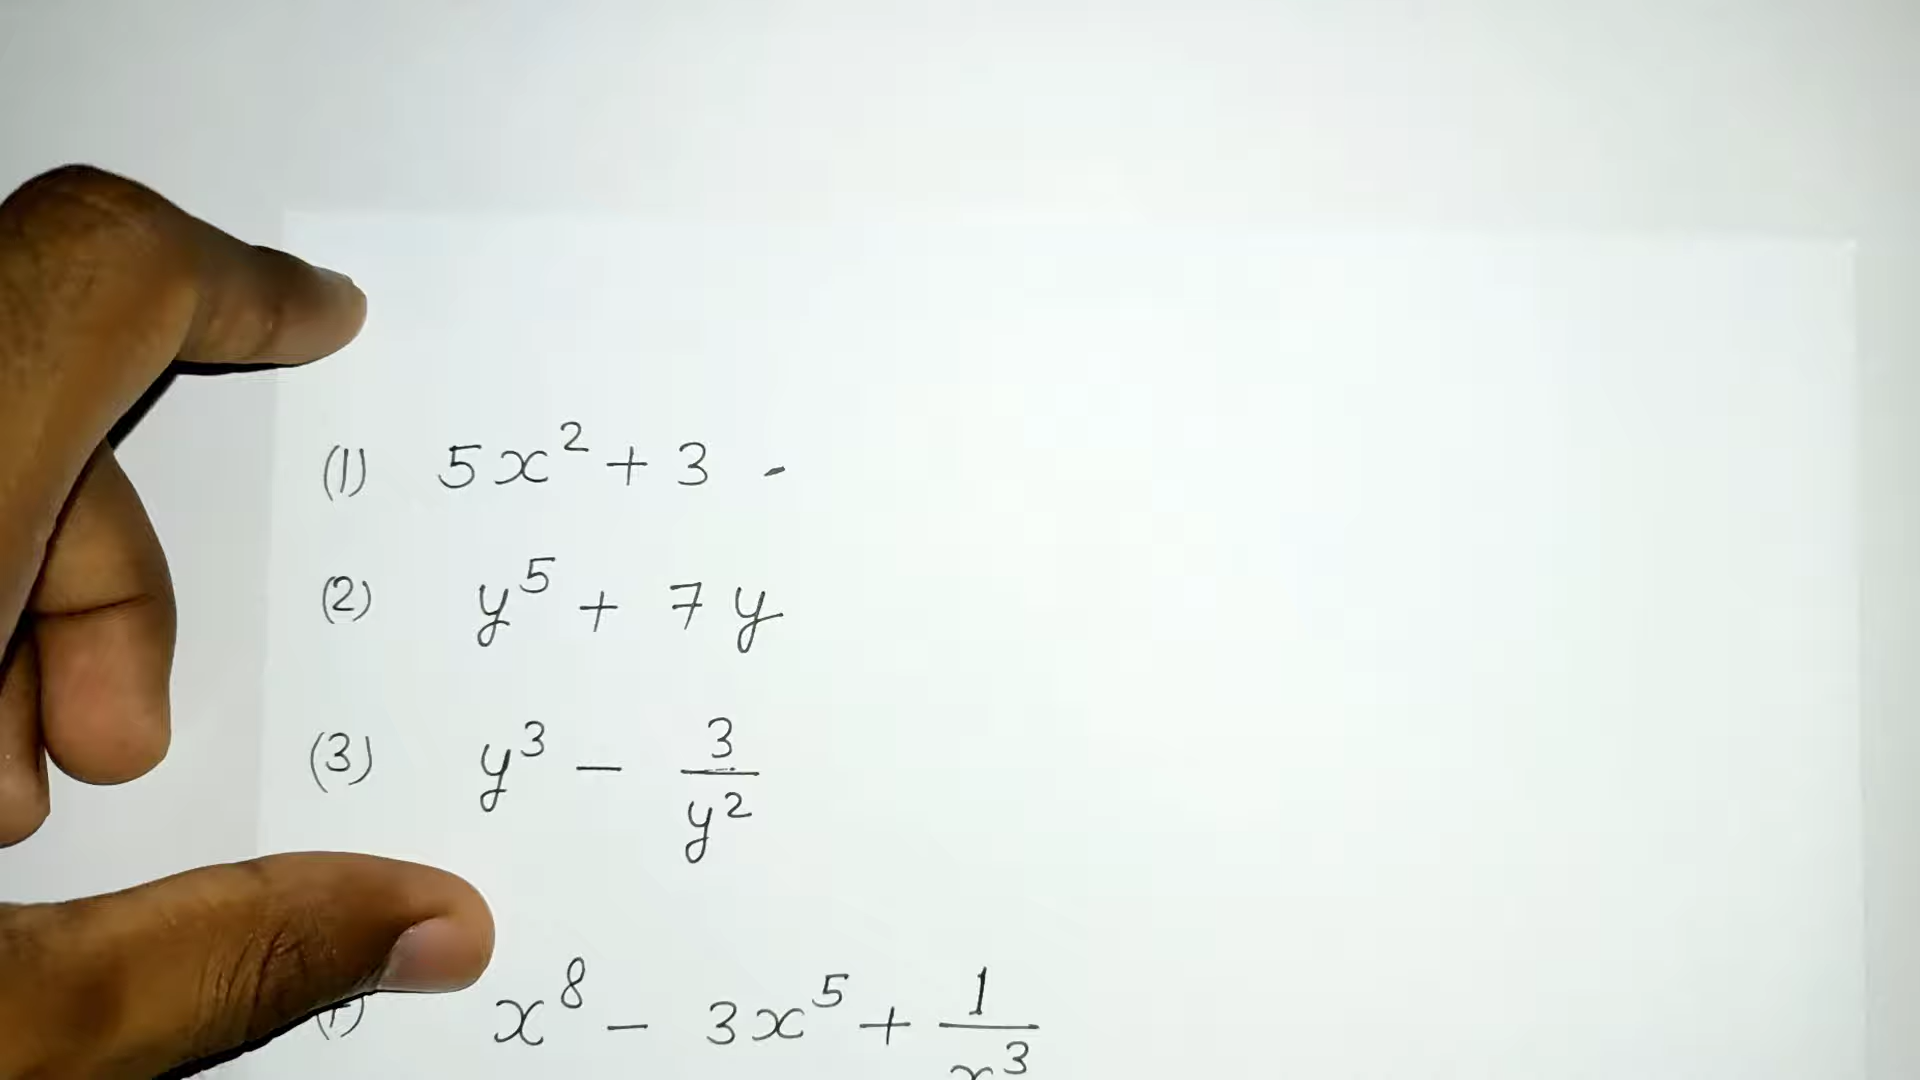 (1) 5x² + 3 -
(2) y⁵ + 7y
(3) y³ - 3/y²
x⁸ - 3x⁵ + 1/x³